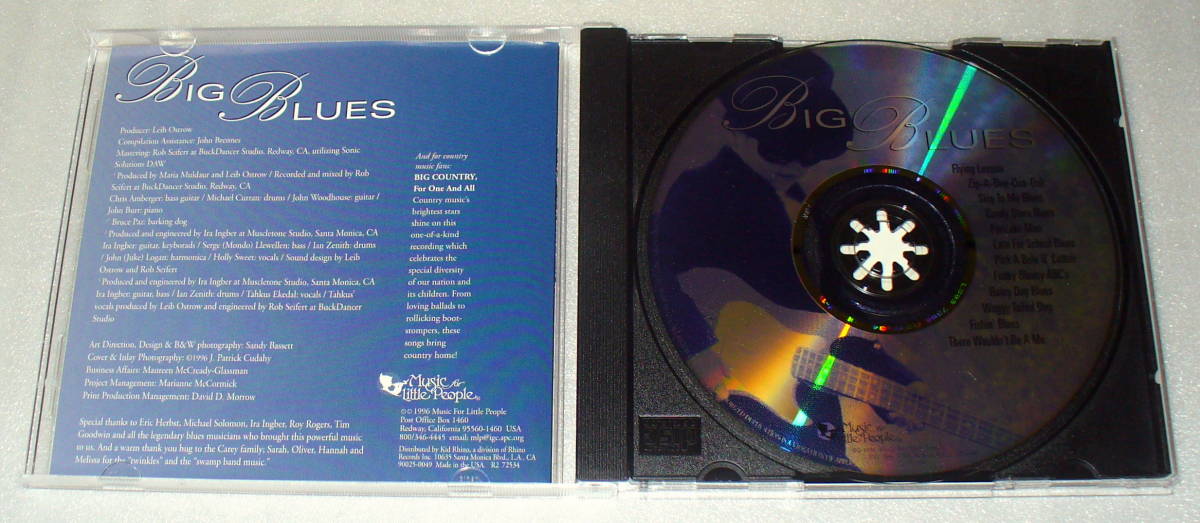 BIG BLUES
Producer: Leib Ostrow
Compilation Assistance: John Brecones
Mastering: Rob Seifert at BuckDancer Studio, Redway, CA, utilizing Sonic
Solutions DAW
Produced by Maria Muldaur and Leib Ostrow / Recorded and mixed by Rob
Seifert at BuckDancer Studio, Redway, CA
Chris Amberger: bass guitar / Michael Curran: drums / John Woodhouse: guitar /
John Burr: piano
Bruce Paz: barking dog
Produced and engineered by Ira Ingber at Muscletone Studio, Santa Monica, CA
Ira Ingber: guitar, keyborads / Serge (Mondo) Llewellen: bass / Ian Zenith: drums
/ John (Juke) Logan: harmonica / Holly Sweet: vocals / Sound design by Leib
Ostrow and Rob Seifert
Produced and engineered by Ira Ingber at Muscletone Studio, Santa Monica, CA
Ira Ingber: guitar, bass / Ian Zenith: drums / Tahkus Ekedal: vocals / Tahkus'
vocals produced by Leib Ostrow and engineered by Rob Seifert at BuckDancer
Studio
Art Direction, Design & B&W photography: Sandy Bassett
Cover & Inlay Photography: ©1996 J. Patrick Cudahy
Business Affairs: Maureen McCready-Glassman
Project Management: Marianne McCormick
Print Production Management: David D. Morrow
Special thanks to Eric Herbst, Michael Solomon, Ira Ingber, Roy Rogers, Tim
Goodwin and all the legendary blues musicians who brought this powerful music
to us. And a warm thank you hug to the Carey family; Sarah, Oliver, Hannah and
Melissa for the "twinkles" and the "swamp band music."
And for country
music fans:
BIG COUNTRY,
For One And All
Country music's
brightest stars
shine on this
one-of-a-kind
recording which
celebrates the
special diversity
of our nation and
its children. From
loving ballads to
rollicking boot-
stompers, these
songs bring
country home!
Music for
Little People
℗© 1996 Music For Little People
Post Office Box 1460
Redway, California 95560-1460 USA
800/346-4445 email: mlp@igc.apc.org
Distributed by Kid Rhino, a division of Rhino
Records Inc. 10635 Santa Monica Blvd., L.A., CA
90025-0049 Made in the USA. R2 72534
BIG BLUES
Flying Lesson
Zip-A-Dee-Doo-Dah
Skip To My Blues
Candy Store Blues
Pancake Man
Late For School Blues
Pick A Bale O' Cotton
Funky Bluesy ABC's
Rainy Day Blues
Waggy Tailed Dog
Fishin' Blues
There Wouldn't Be A Me
Music for
Little People